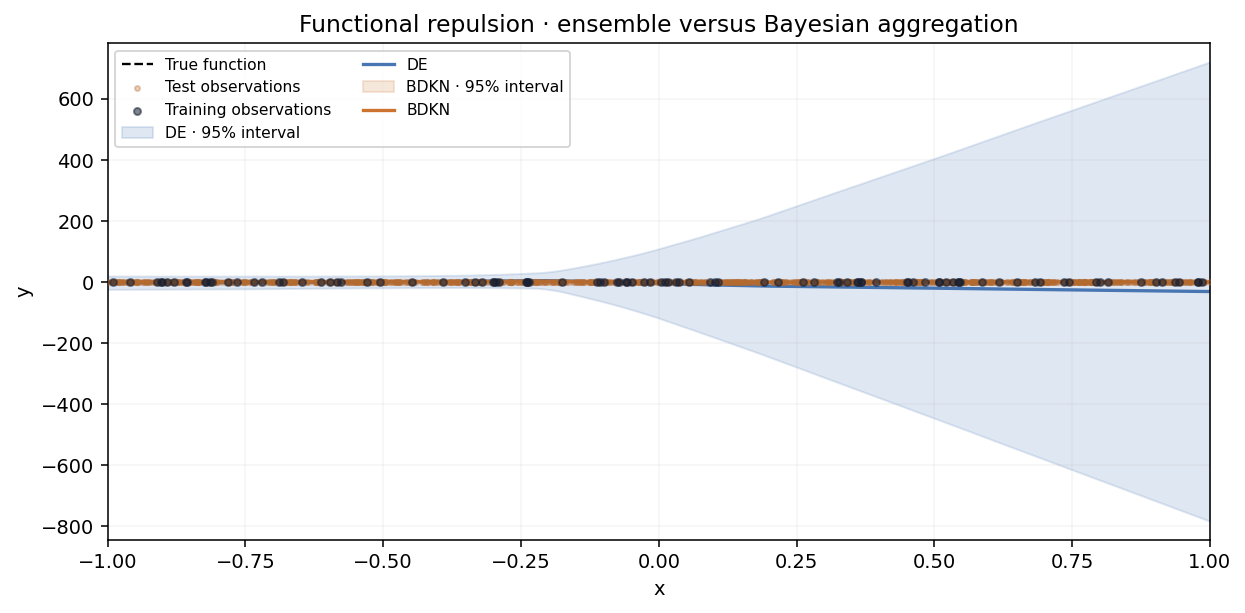 Functional repulsion · ensemble versus Bayesian aggregation
True function
Test observations
Training observations
DE · 95% interval
DE
BDKN · 95% interval
BDKN
y
600
400
200
0
−200
−400
−600
−800
−1.00 −0.75 −0.50 −0.25 0.00 0.25 0.50 0.75 1.00
x